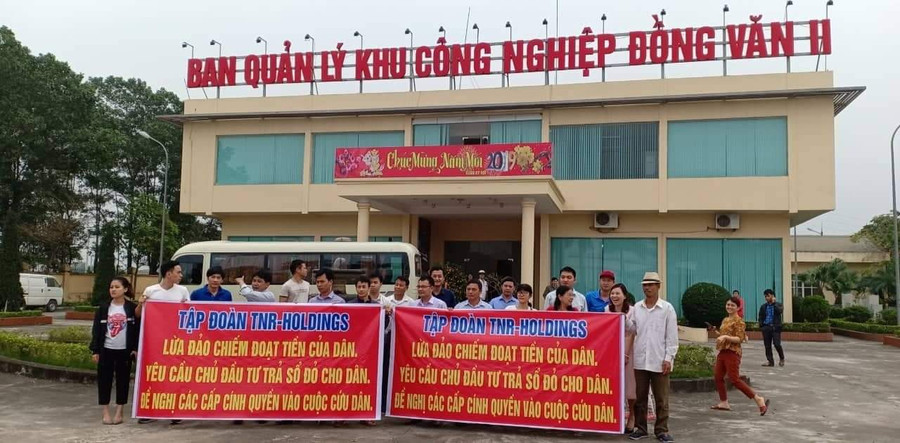 BAN QUẢN LÝ KHU CÔNG NGHIỆP ĐỒNG VĂN II
Chúc Mừng Năm Mới 2019
TẬP ĐOÀN TNR-HOLDINGS
LỪA ĐẢO CHIẾM ĐOẠT TIỀN CỦA DÂN.
YÊU CẦU CHỦ ĐẦU TƯ TRẢ SỔ ĐỎ CHO DÂN.
ĐỀ NGHỊ CÁC CẤP CÍNH QUYỀN VÀO CUỘC CỨU DÂN.
TẬP ĐOÀN TNR-HOLDINGS
LỪA ĐẢO CHIẾM ĐOẠT TIỀN CỦA DÂN.
YÊU CẦU CHỦ ĐẦU TƯ TRẢ SỔ ĐỎ CHO DÂN.
ĐỀ NGHỊ CÁC CẤP CÍNH QUYỀN VÀO CUỘC CỨU DÂN.